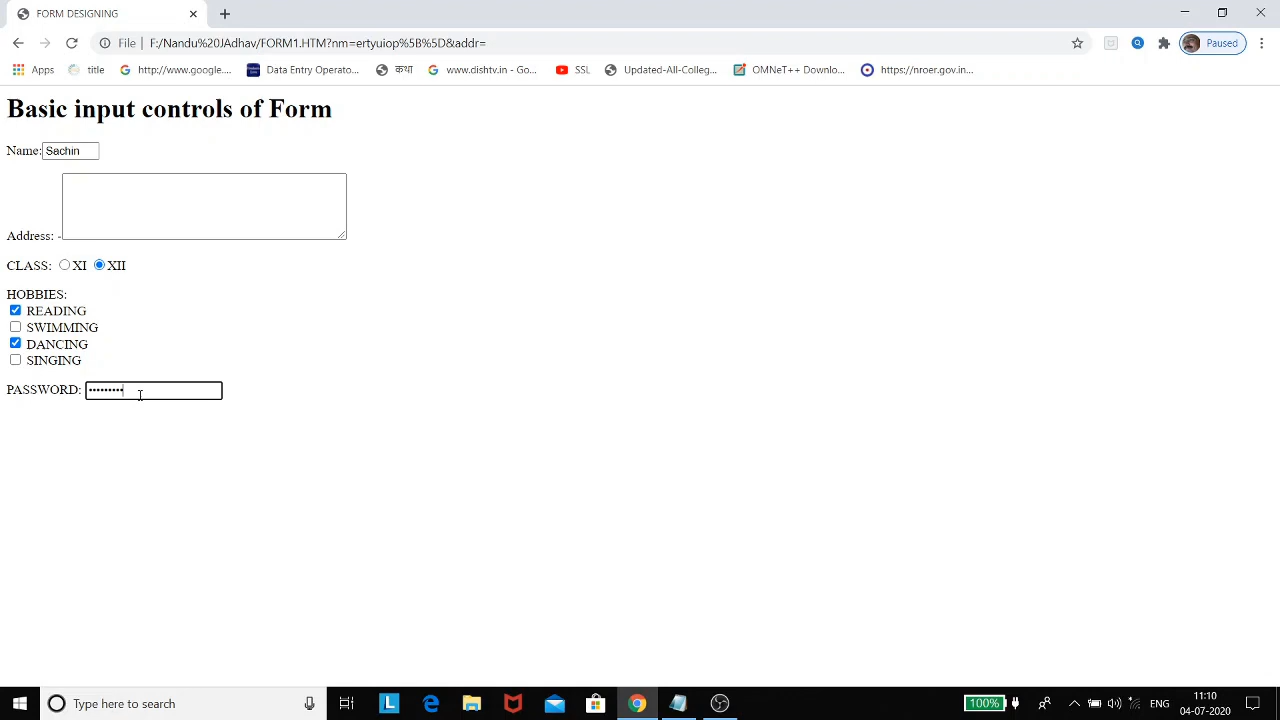 FORM DESIGNING
File F:/Nandu%20JAdhav/FORM1.HTM?nm=ertyuiop%5B%5D&addr=
Paused
Apps title http://www.google.... Data Entry Operato... कथा www.dishtv.in - Go... SSL Updated-All-Colleg... OMNeT++ Downlo... https://nroer.gov.in...
Basic input controls of Form
Name: Sachin
Address: -
CLASS: XI XII
HOBBIES:
READING
SWIMMING
DANCING
SINGING
PASSWORD: •••••••••
Type here to search
L
100%
ENG
11:10
04-07-2020